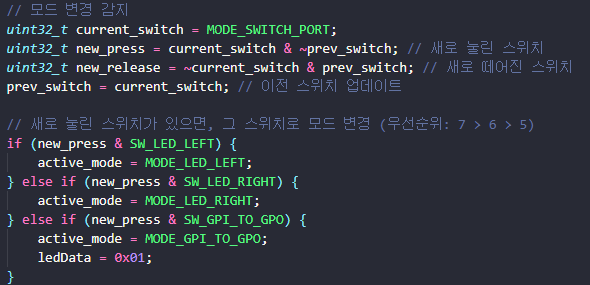 // 모드 변경 감지
uint32_t current_switch = MODE_SWITCH_PORT;
uint32_t new_press = current_switch & ~prev_switch; // 새로 눌린 스위치
uint32_t new_release = ~current_switch & prev_switch; // 새로 떼어진 스위치
prev_switch = current_switch; // 이전 스위치 업데이트
// 새로 눌린 스위치가 있으면, 그 스위치로 모드 변경 (우선순위: 7 > 6 > 5)
if (new_press & SW_LED_LEFT) {
    active_mode = MODE_LED_LEFT;
} else if (new_press & SW_LED_RIGHT) {
    active_mode = MODE_LED_RIGHT;
} else if (new_press & SW_GPI_TO_GPO) {
    active_mode = MODE_GPI_TO_GPO;
    ledData = 0x01;
}